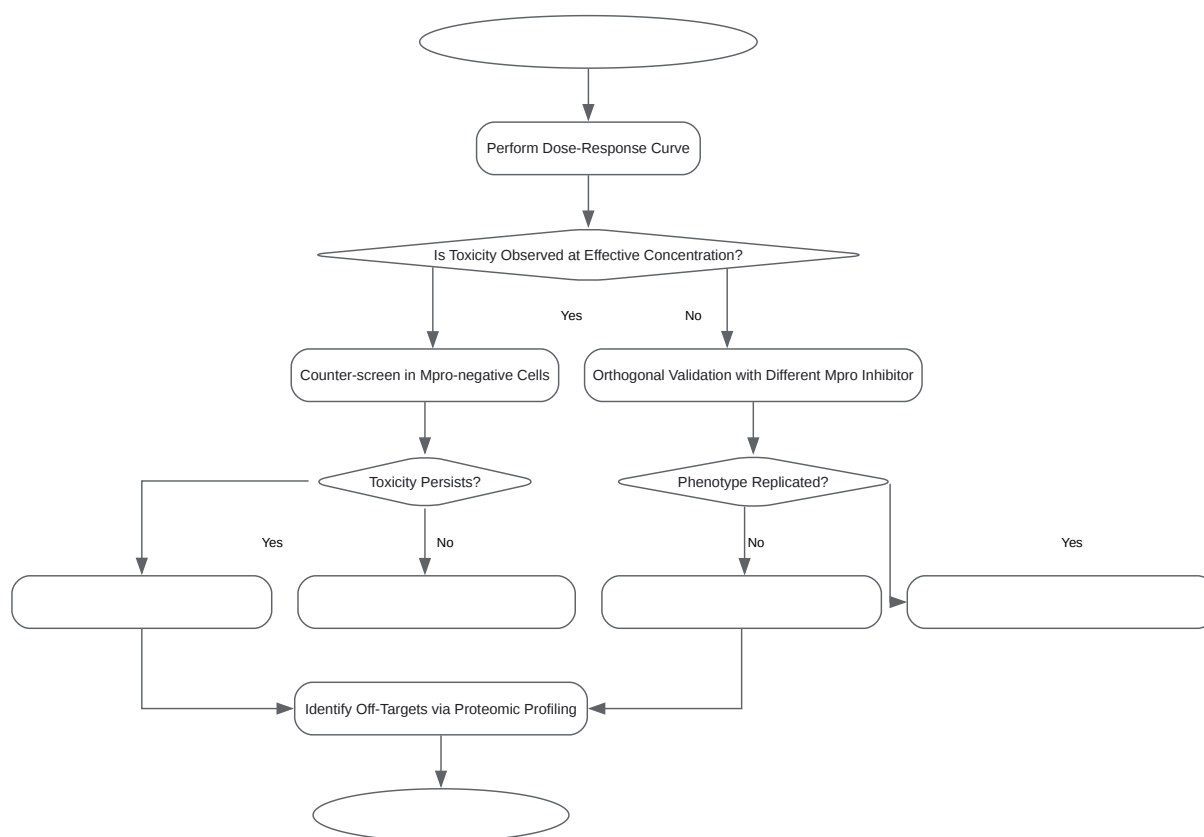 Perform Dose-Response Curve
Is Toxicity Observed at Effective Concentration?
Yes
No
Counter-screen in Mpro-negative Cells
Orthogonal Validation with Different Mpro Inhibitor
Toxicity Persists?
Phenotype Replicated?
Yes
No
No
Yes
Identify Off-Targets via Proteomic Profiling